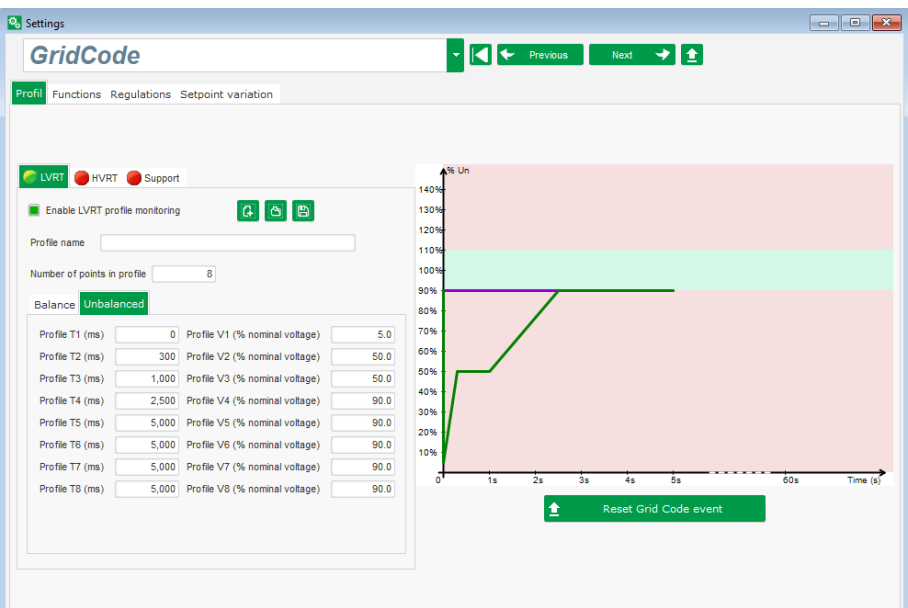 Settings
GridCode
Previous
Next
Profil Functions Regulations Setpoint variation
LVRT HVRT Support
Enable LVRT profile monitoring
Profile name
Number of points in profile 8
Balance Unbalanced
Profile T1 (ms) 0 Profile V1 (% nominal voltage) 5.0
Profile T2 (ms) 300 Profile V2 (% nominal voltage) 50.0
Profile T3 (ms) 1,000 Profile V3 (% nominal voltage) 50.0
Profile T4 (ms) 2,500 Profile V4 (% nominal voltage) 90.0
Profile T5 (ms) 5,000 Profile V5 (% nominal voltage) 90.0
Profile T6 (ms) 5,000 Profile V6 (% nominal voltage) 90.0
Profile T7 (ms) 5,000 Profile V7 (% nominal voltage) 90.0
Profile T8 (ms) 5,000 Profile V8 (% nominal voltage) 90.0
% Un
140%
130%
120%
110%
100%
90%
80%
70%
60%
50%
40%
30%
20%
10%
0 1s 2s 3s 4s 5s 60s Time (s)
Reset Grid Code event